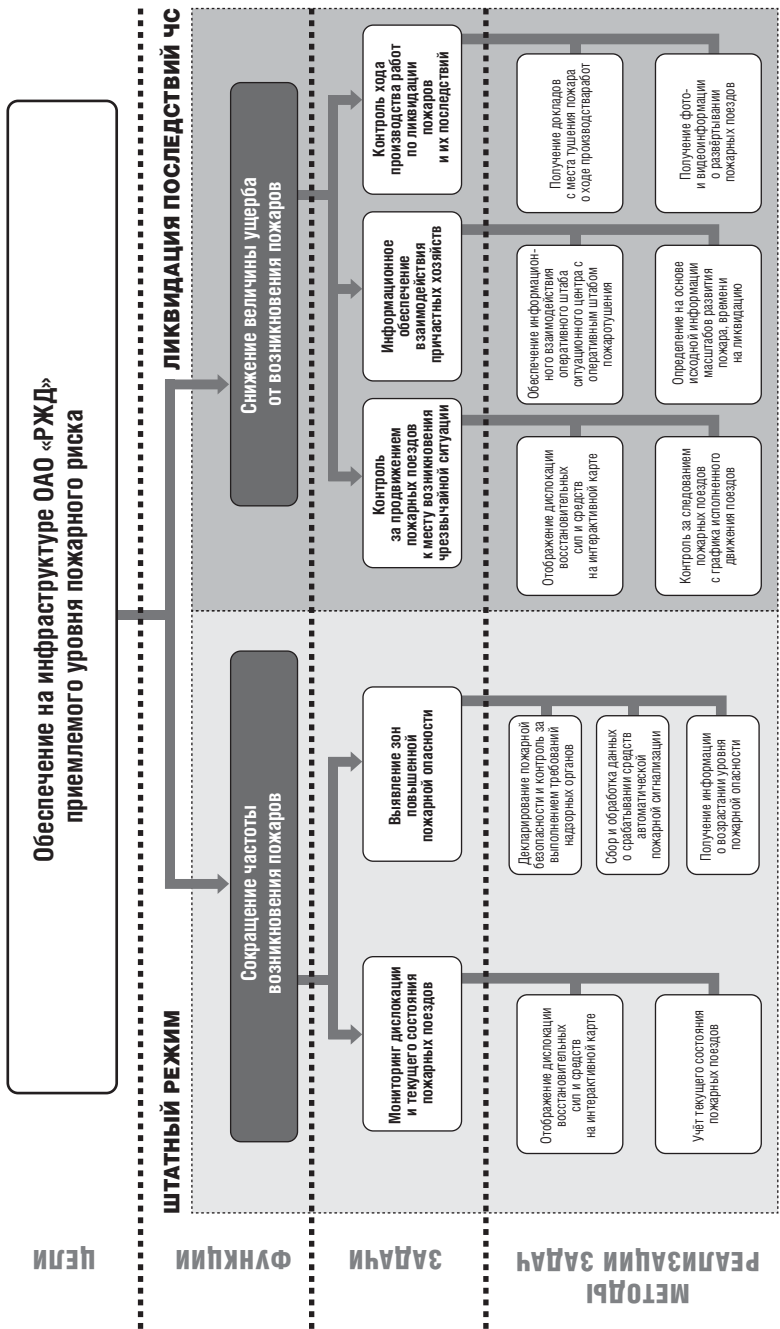 Обеспечение на инфраструктуре ОАО «РЖД»
приемлемого уровня пожарного риска
ЦЕЛИ
ШТАТНЫЙ РЕЖИМ
ЛИКВИДАЦИЯ ПОСЛЕДСТВИЙ ЧС
ФУНКЦИИ
Сокращение частоты
возникновения пожаров
Снижение величины ущерба
от возникновения пожаров
ЗАДАЧИ
Мониторинг дислокации
и текущего состояния
пожарных поездов
Выявление зон
повышенной
пожарной опасности
Контроль
за продвижением
пожарных поездов
к месту возникновения
чрезвычайной ситуации
Информационное
обеспечение
взаимодействия
причастных хозяйств
Контроль хода
производства работ
по ликвидации
пожаров
и их последствий
МЕТОДЫ
РЕАЛИЗАЦИИ ЗАДАЧ
Отображение дислокации
восстановительных
сил и средств
на интерактивной карте
Учёт текущего состояния
пожарных поездов
Декларирование пожарной
безопасности и контроль за
выполнением требований
надзорных органов
Сбор и обработка данных
о срабатывании средств
автоматической
пожарной сигнализации
Получение информации
о возрастании уровня
пожарной опасности
Отображение дислокации
восстановительных
сил и средств
на интерактивной карте
Контроль за следованием
пожарных поездов
с графика исполненного
движения поездов
Обеспечение информацион-
ного взаимодействия
оперативного штаба
ситуационного центра с
оперативным штабом
пожаротушения
Определение на основе
исходной информации
масштабов развития
пожара, времени
на ликвидацию
Получение докладов
с места тушения пожара
о ходе производстваработ
Получение фото-
и видеоинформации
о развёртывании
пожарных поездов